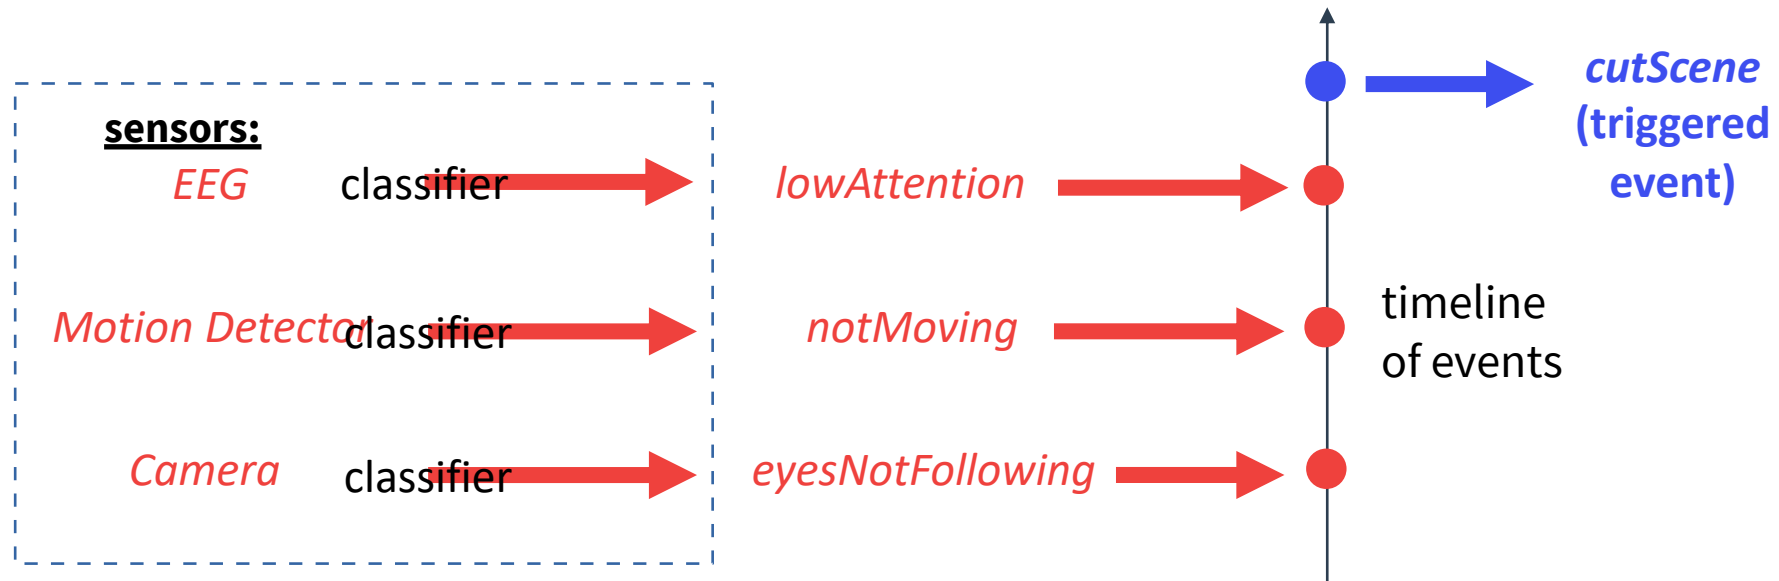 sensors:
EEG classifier lowAttention
Motion Detector classifier notMoving
Camera classifier eyesNotFollowing
timeline
of events
cutScene
(triggered
event)